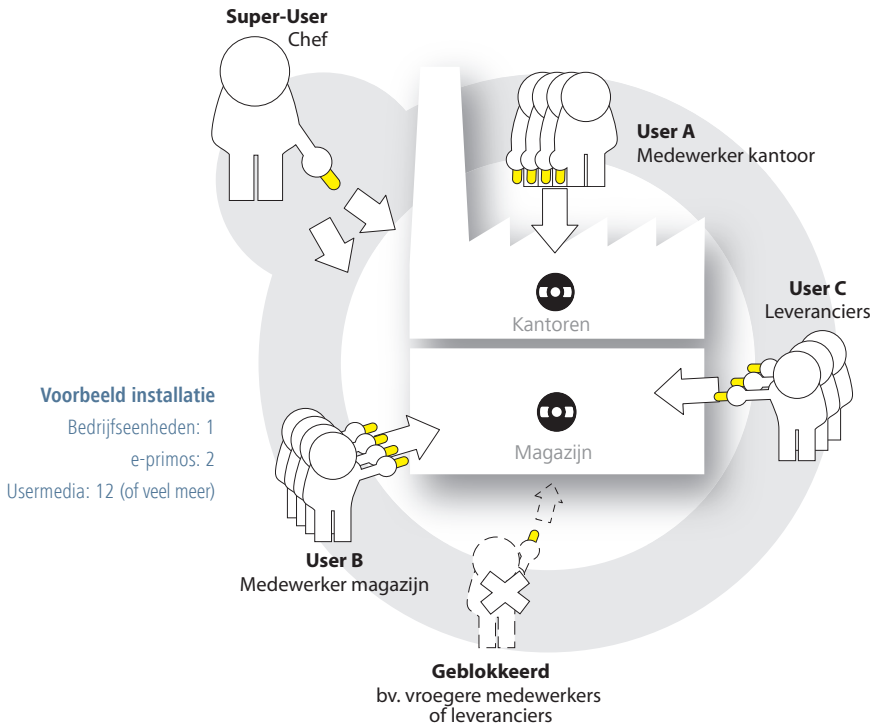 Super-User
Chef
User A
Medewerker kantoor
User C
Leveranciers
Kantoren
Voorbeeld installatie
Bedrijfseenheden: 1
e-primos: 2
Usermedia: 12 (of veel meer)
Magazijn
User B
Medewerker magazijn
Geblokkeerd
bv. vroegere medewerkers
of leveranciers